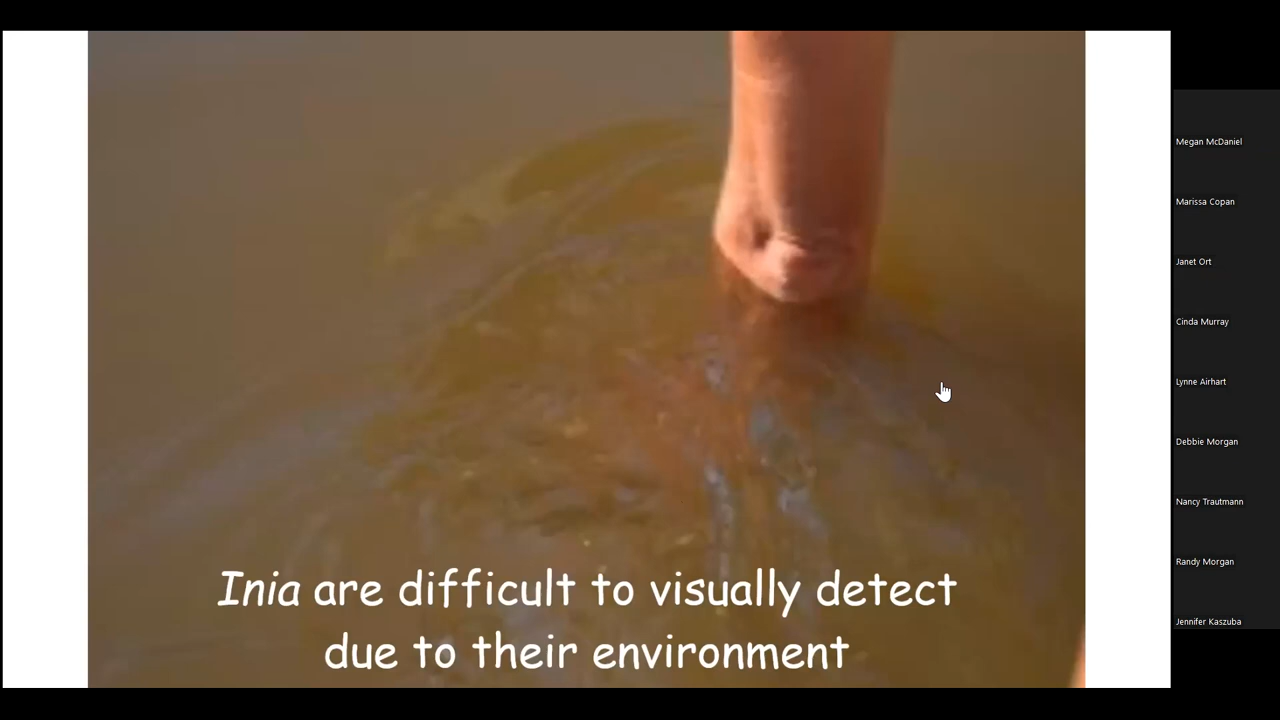 Inia are difficult to visually detect
due to their environment
Megan McDaniel
Marissa Copan
Janet Ort
Cinda Murray
Lynne Airhart
Debbie Morgan
Nancy Trautmann
Randy Morgan
Jennifer Kaszuba